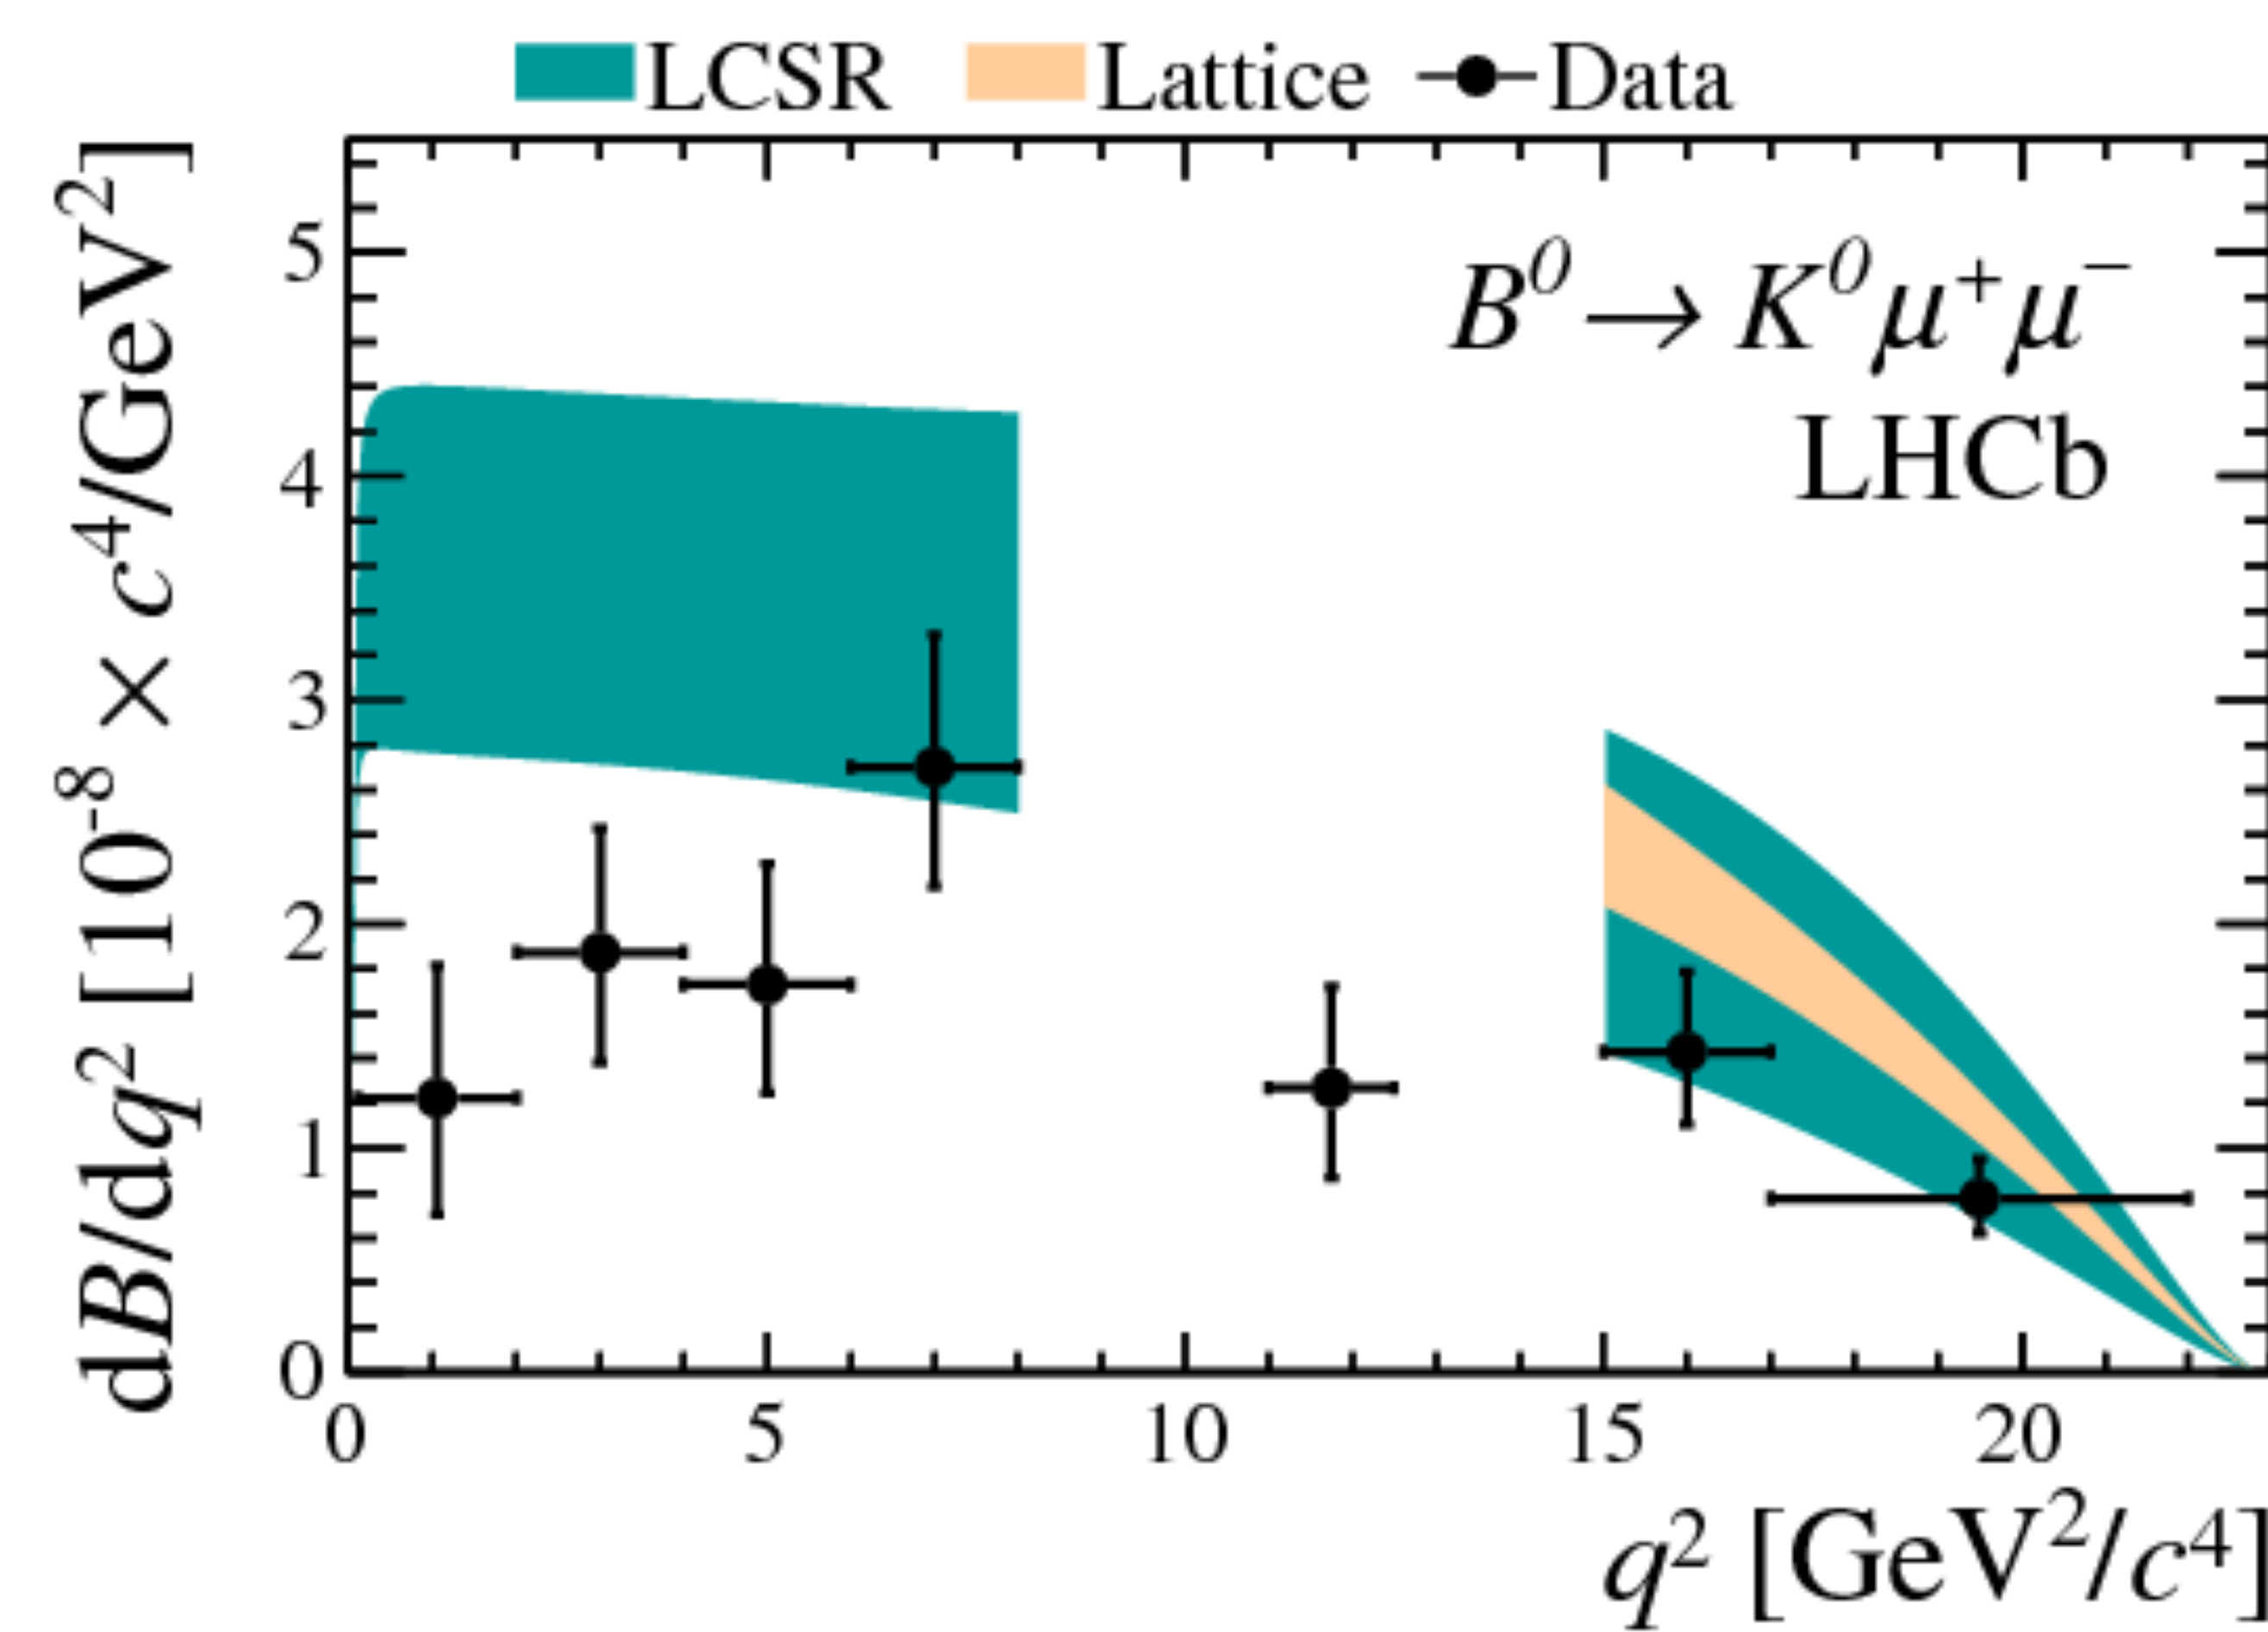 LCSR Lattice Data
dB/dq² [10⁻⁸ × c⁴/GeV²]
5
4
3
2
1
0
B⁰→ K⁰μ⁺μ⁻
LHCb
0 5 10 15 20
q² [GeV²/c⁴]